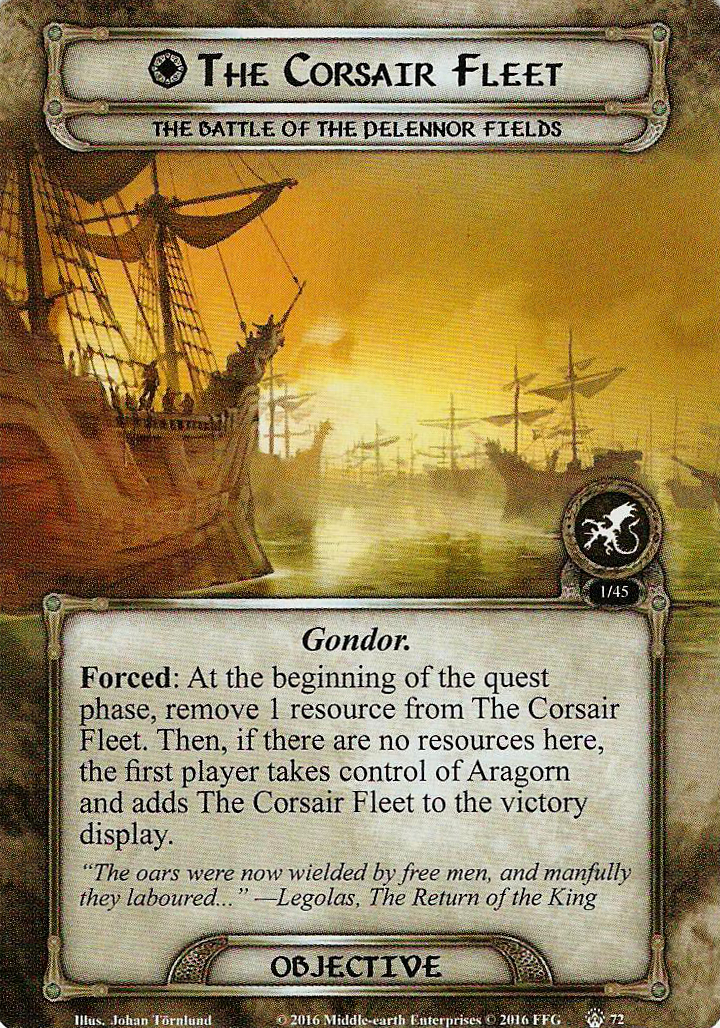 THE CORSAIR FLEET
THE BATTLE OF THE PELENNOR FIELDS
1/45
Gondor.
Forced: At the beginning of the quest
phase, remove 1 resource from The Corsair
Fleet. Then, if there are no resources here,
the first player takes control of Aragorn
and adds The Corsair Fleet to the victory
display.
“The oars were now wielded by free men, and manfully
they laboured...” —Legolas, The Return of the King
OBJECTIVE
Illus. Johan Törnlund © 2016 Middle-earth Enterprises © 2016 FFG 72